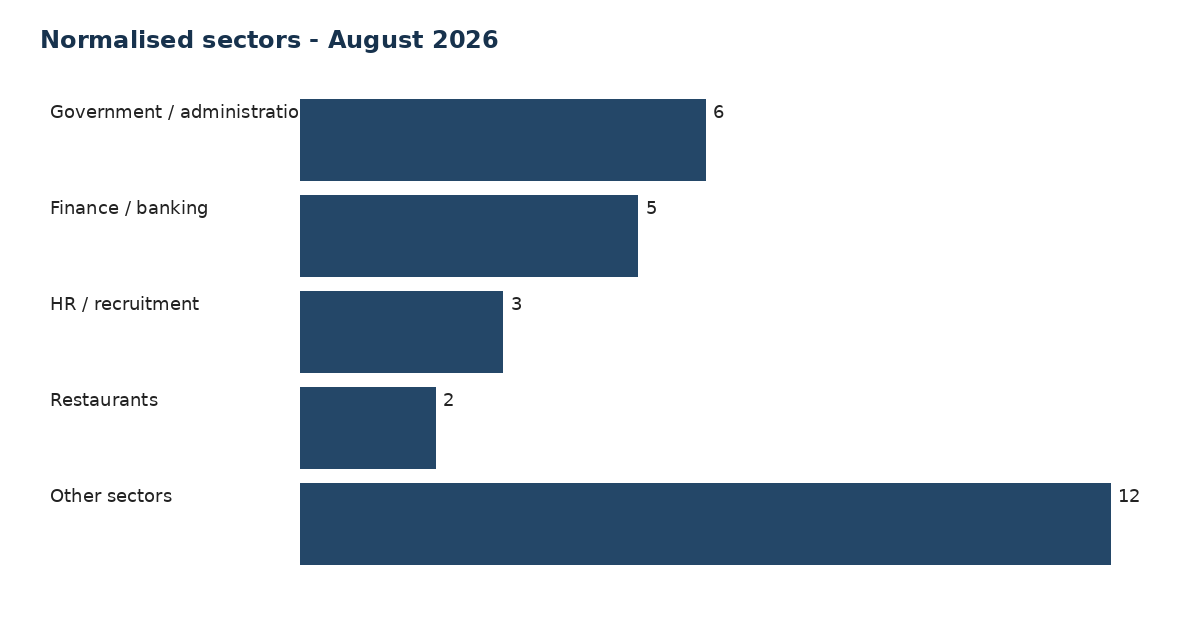 Normalised sectors - August 2026
Government / administratio
6
Finance / banking
5
HR / recruitment
3
Restaurants
2
Other sectors
12